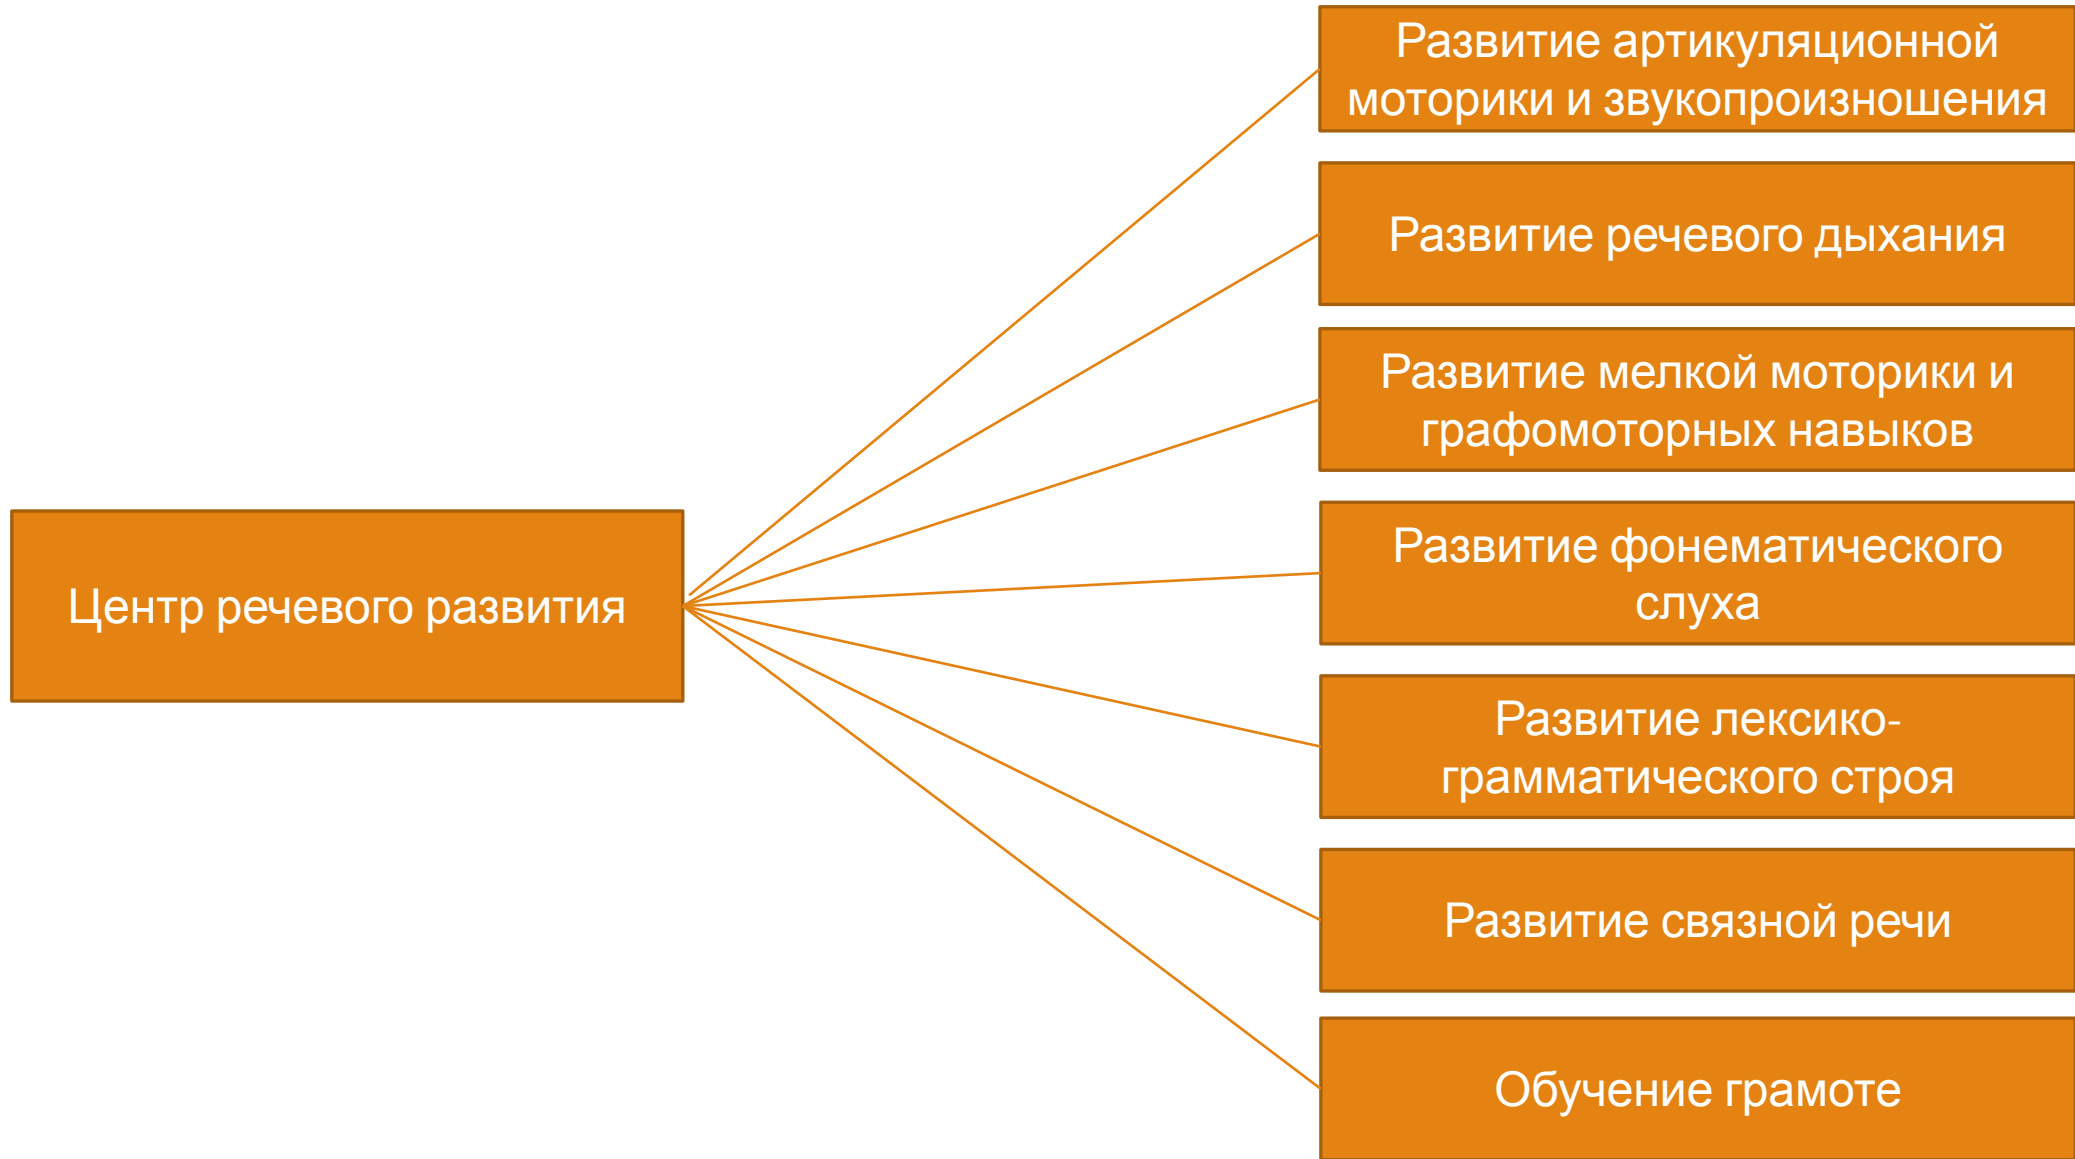 Развитие артикуляционной
моторики и звукопроизношения
Развитие речевого дыхания
Развитие мелкой моторики и
графомоторных навыков
Развитие фонематического
слуха
Центр речевого развития
Развитие лексико-
грамматического строя
Развитие связной речи
Обучение грамоте